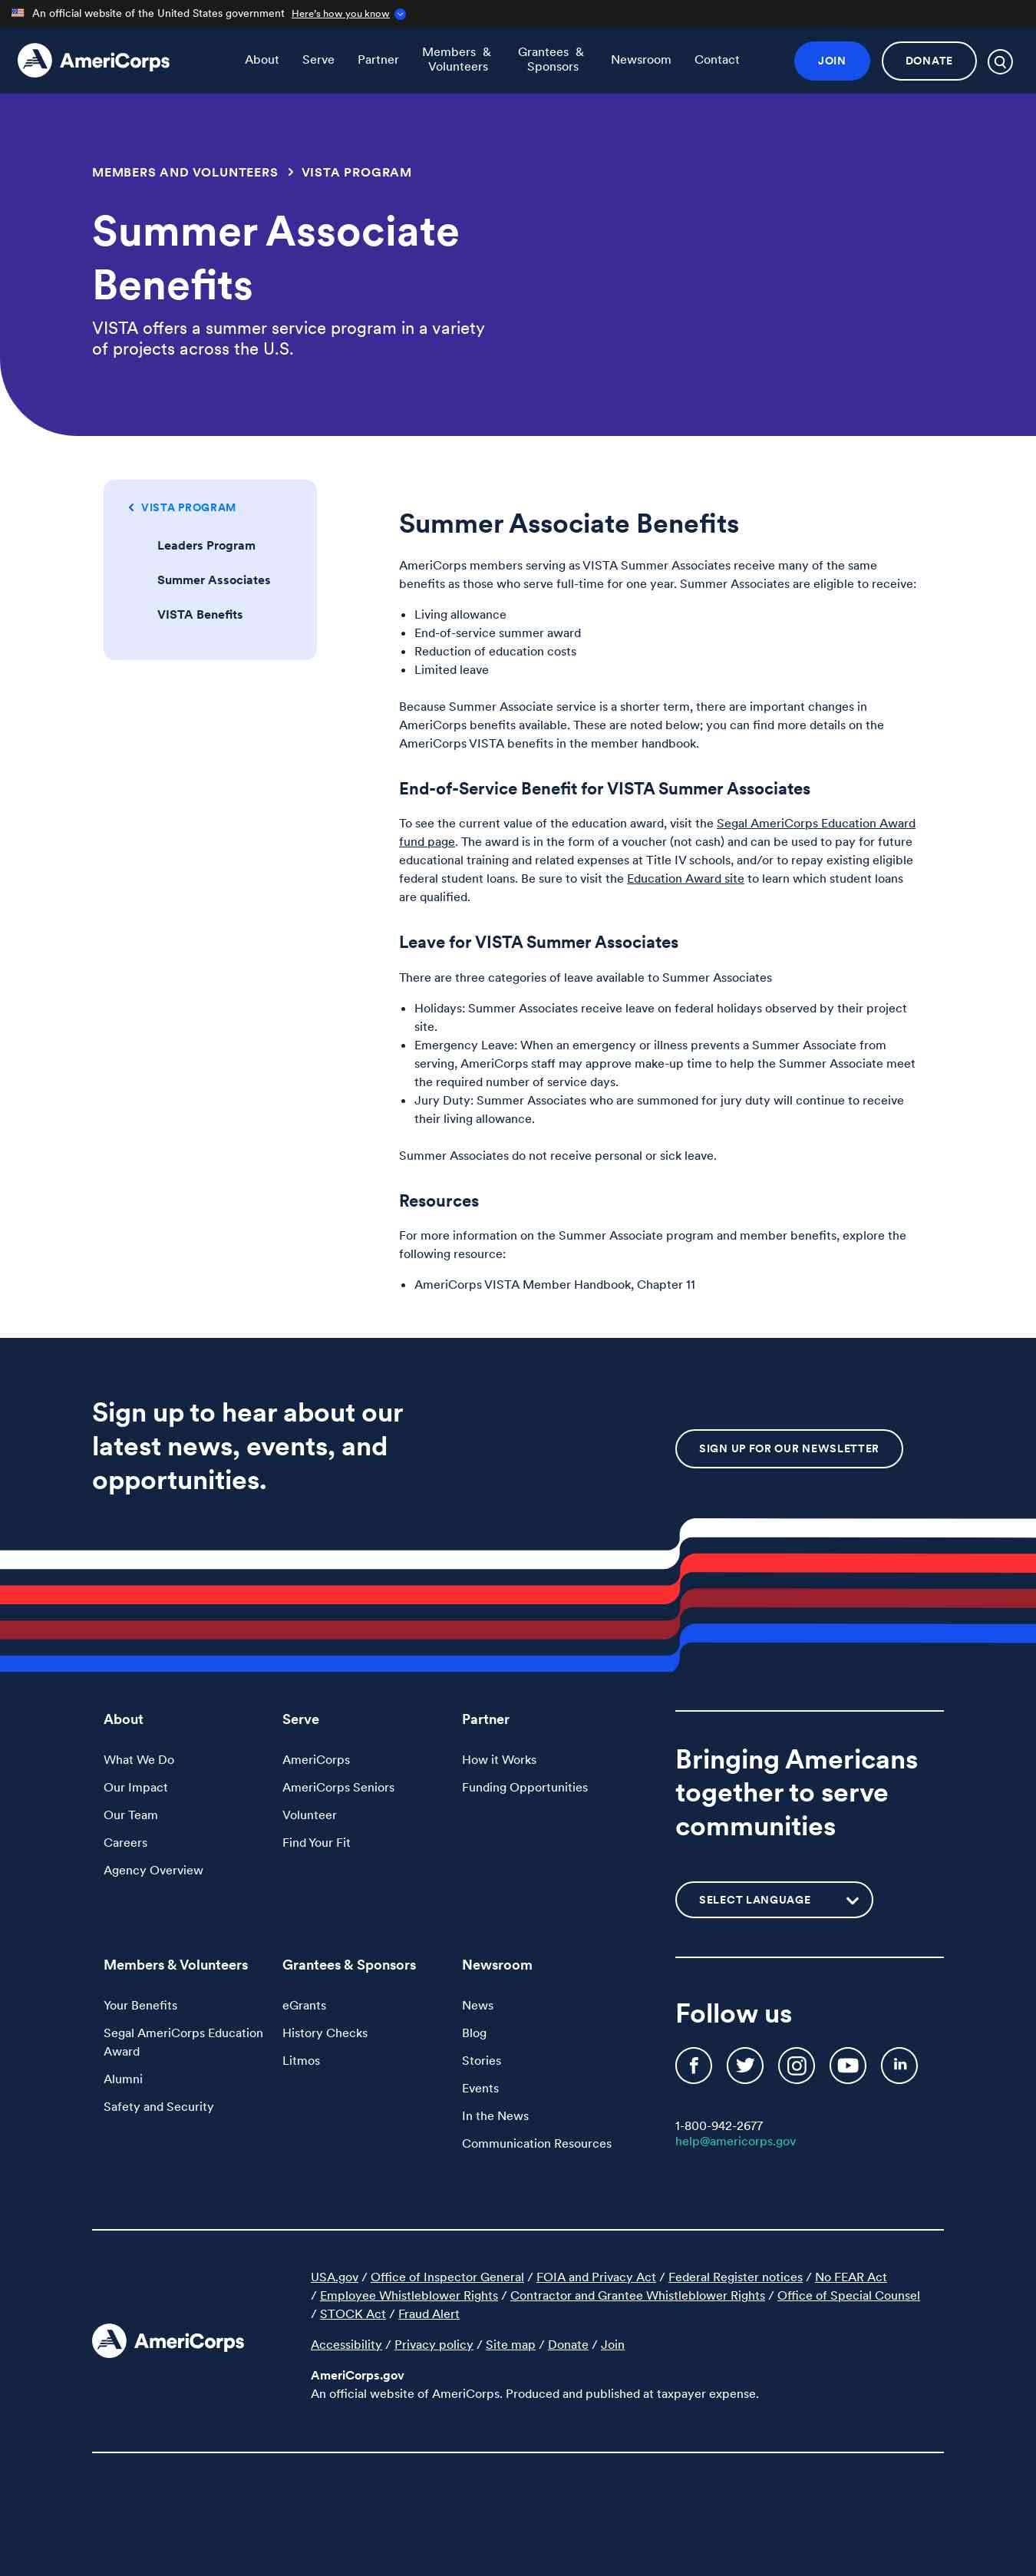 An official website of the United States government Here's how you know
AmeriCorps
About Serve Partner Members & Volunteers Grantees & Sponsors Newsroom Contact
JOIN
DONATE
MEMBERS AND VOLUNTEERS > VISTA PROGRAM
Summer Associate
Benefits
VISTA offers a summer service program in a variety
of projects across the U.S.
VISTA PROGRAM
Leaders Program
Summer Associates
VISTA Benefits
Summer Associate Benefits
AmeriCorps members serving as VISTA Summer Associates receive many of the same
benefits as those who serve full-time for one year. Summer Associates are eligible to receive:
• Living allowance
• End-of-service summer award
• Reduction of education costs
• Limited leave
Because Summer Associate service is a shorter term, there are important changes in
AmeriCorps benefits available. These are noted below; you can find more details on the
AmeriCorps VISTA benefits in the member handbook.
End-of-Service Benefit for VISTA Summer Associates
To see the current value of the education award, visit the Segal AmeriCorps Education Award
fund page. The award is in the form of a voucher (not cash) and can be used to pay for future
educational training and related expenses at Title IV schools, and/or to repay existing eligible
federal student loans. Be sure to visit the Education Award site to learn which student loans
are qualified.
Leave for VISTA Summer Associates
There are three categories of leave available to Summer Associates
• Holidays: Summer Associates receive leave on federal holidays observed by their project
site.
• Emergency Leave: When an emergency or illness prevents a Summer Associate from
serving, AmeriCorps staff may approve make-up time to help the Summer Associate meet
the required number of service days.
• Jury Duty: Summer Associates who are summoned for jury duty will continue to receive
their living allowance.
Summer Associates do not receive personal or sick leave.
Resources
For more information on the Summer Associate program and member benefits, explore the
following resource:
• AmeriCorps VISTA Member Handbook, Chapter 11
Sign up to hear about our
latest news, events, and
opportunities.
SIGN UP FOR OUR NEWSLETTER
About
What We Do
Our Impact
Our Team
Careers
Agency Overview
Serve
AmeriCorps
AmeriCorps Seniors
Volunteer
Find Your Fit
Partner
How it Works
Funding Opportunities
Bringing Americans
together to serve
communities
SELECT LANGUAGE
Members & Volunteers
Your Benefits
Segal AmeriCorps Education
Award
Alumni
Safety and Security
Grantees & Sponsors
eGrants
History Checks
Litmos
Newsroom
News
Blog
Stories
Events
In the News
Communication Resources
Follow us
1-800-942-2677
help@americorps.gov
AmeriCorps
USA.gov / Office of Inspector General / FOIA and Privacy Act / Federal Register notices / No FEAR Act
/ Employee Whistleblower Rights / Contractor and Grantee Whistleblower Rights / Office of Special Counsel
/ STOCK Act / Fraud Alert
Accessibility / Privacy policy / Site map / Donate / Join
AmeriCorps.gov
An official website of AmeriCorps. Produced and published at taxpayer expense.